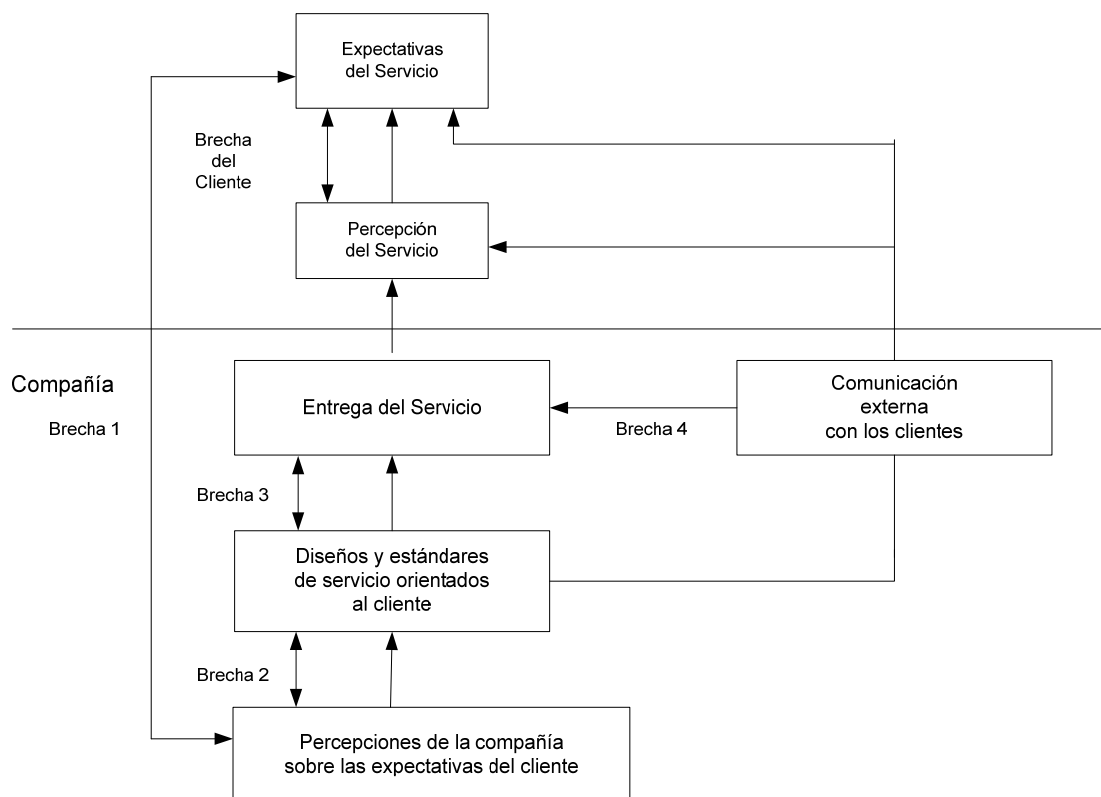 Expectativas
del Servicio
Brecha
del
Cliente
Percepción
del Servicio
Compañía
Brecha 1
Entrega del Servicio
Brecha 4
Comunicación
externa
con los clientes
Brecha 3
Diseños y estándares
de servicio orientados
al cliente
Brecha 2
Percepciones de la compañía
sobre las expectativas del cliente